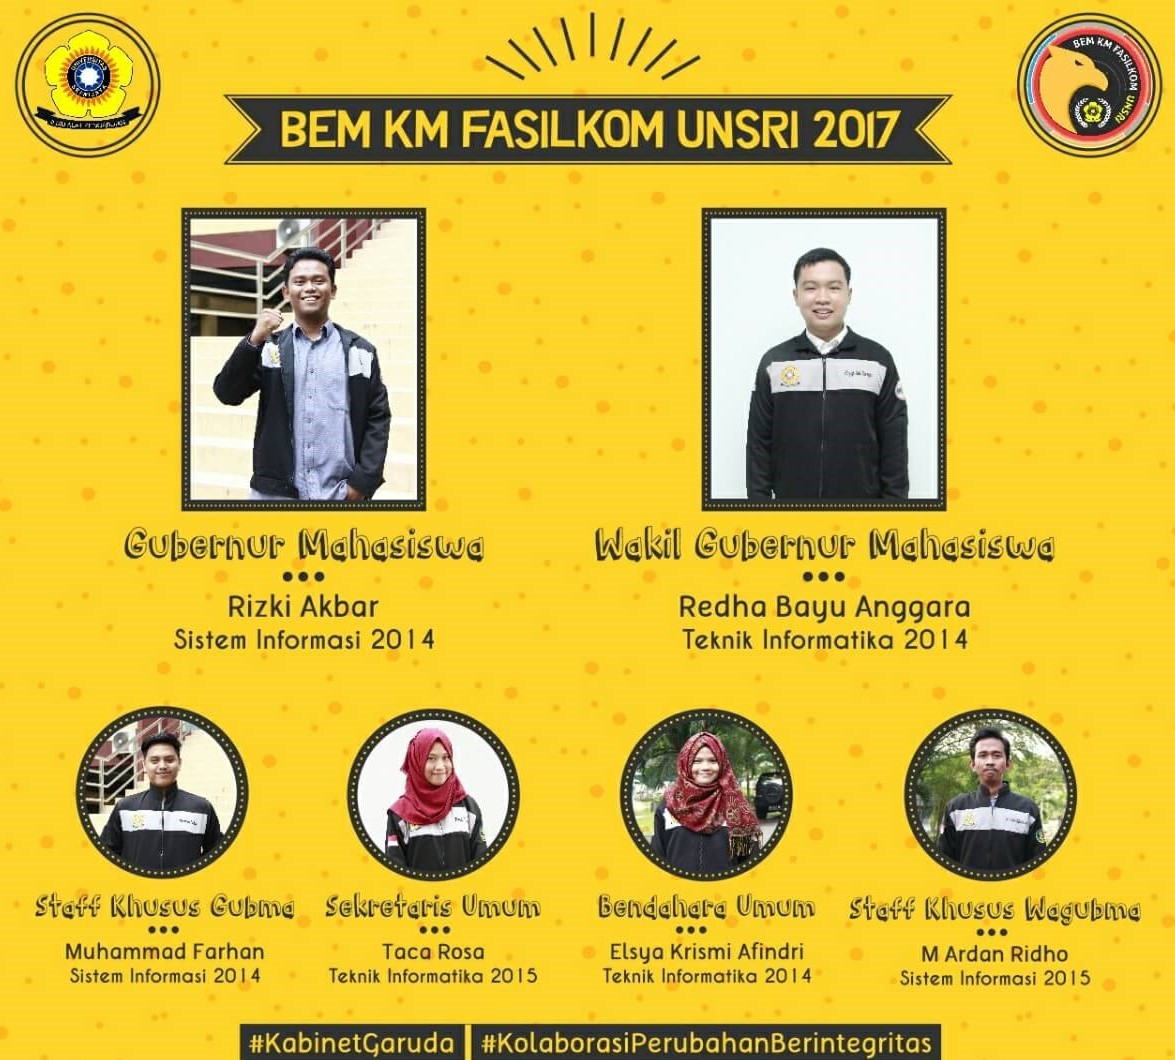 UNIVERSITAS SRIWIJAYA
BEM KM FASILKOM UNSRI
BEM KM FASILKOM UNSRI 2017
Gubernur Mahasiswa
Rizki Akbar
Sistem Informasi 2014
Wakil Gubernur Mahasiswa
Redha Bayu Anggara
Teknik Informatika 2014
Staff Khusus Gubma
Muhammad Farhan
Sistem Informasi 2014
Sekretaris Umum
Taca Rosa
Teknik Informatika 2015
Bendahara Umum
Elsya Krismi Afindri
Teknik Informatika 2014
Staff Khusus Wagubma
M Ardan Ridho
Sistem Informasi 2015
#KabinetGaruda
#KolaborasiPerubahanBerintegritas